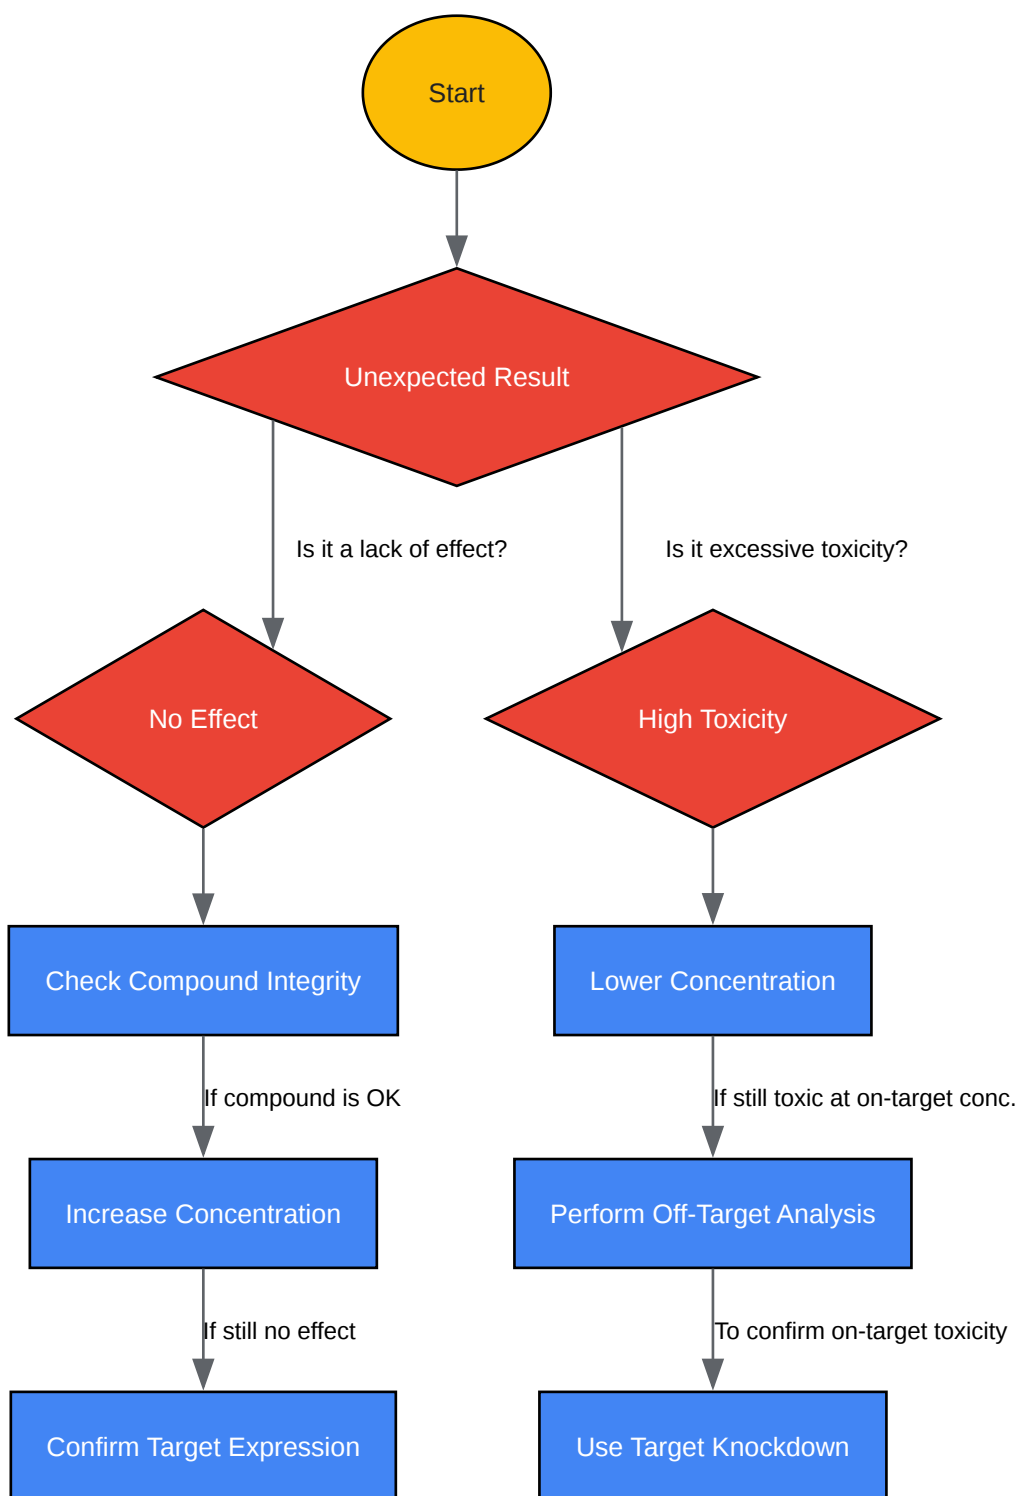 Start
Unexpected Result
Is it a lack of effect?
Is it excessive toxicity?
No Effect
High Toxicity
Check Compound Integrity
Lower Concentration
If compound is OK
If still toxic at on-target conc.
Increase Concentration
Perform Off-Target Analysis
If still no effect
To confirm on-target toxicity
Confirm Target Expression
Use Target Knockdown